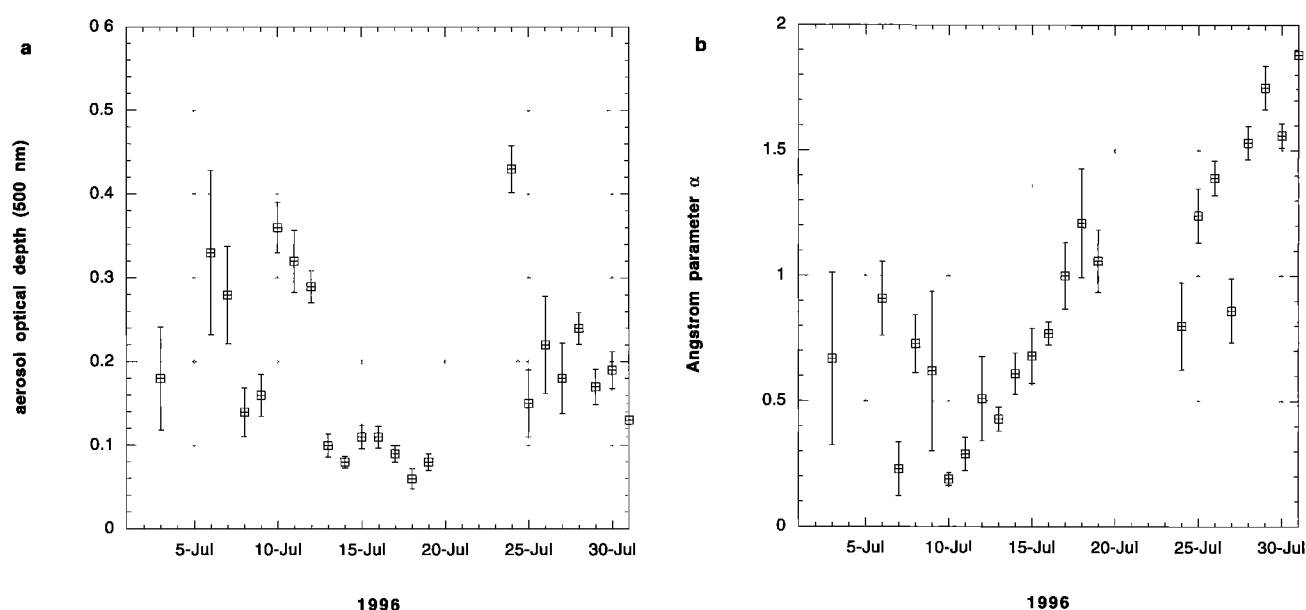 a
0 6
0.5
0.4
0.3
0.2
0.1
0
aerosol optical depth (500 nm)
5-Jul 10-Jul 15-Jul 20-Jul 25-Jul 30-Jul
1996
b
2
1.5
1
0.5
0
Angstrom parameter α
5-Jul 10-Jul 15-Jul 20-Jul 25-Jul 30-Jul
1996